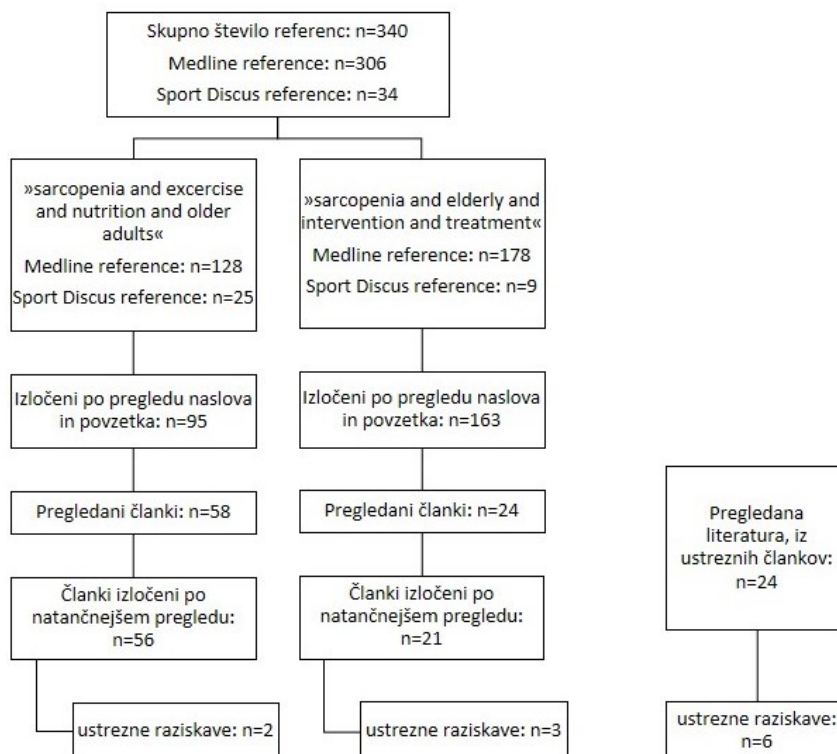 Skupno število referenc: n=340
Medline reference: n=306
Sport Discus reference: n=34
»sarcopenia and excercise
and nutrition and older
adults«
Medline reference: n=128
Sport Discus reference: n=25
»sarcopenia and elderly and
intervention and treatment«
Medline reference: n=178
Sport Discus reference: n=9
Izločeni po pregledu naslova
in povzetka: n=95
Izločeni po pregledu naslova
in povzetka: n=163
Pregledani članki: n=58
Pregledani članki: n=24
Pregledana
literatura, iz
ustreznih člankov:
n=24
Članki izločeni po
natančnejšem pregledu:
n=56
Članki izločeni po
natančnejšem pregledu:
n=21
ustrezne raziskave: n=2
ustrezne raziskave: n=3
ustrezne raziskave:
n=6